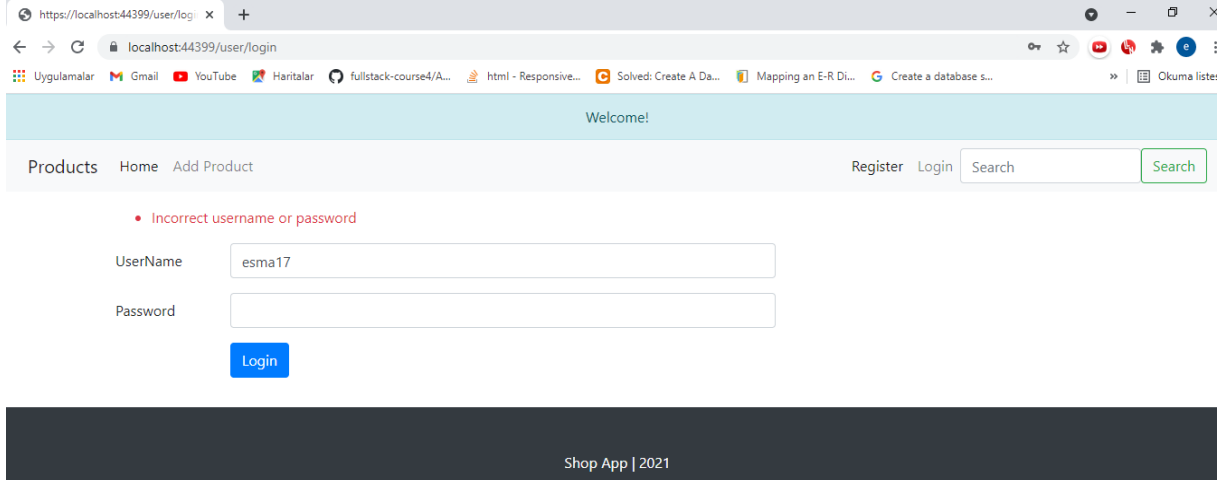 https://localhost:44399/user/logi
localhost:44399/user/login
Uygulamalar Gmail YouTube Haritalar fullstack-course4/A... html - Responsive... Solved: Create A Da... Mapping an E-R Di... Create a database s... » Okuma listes
Welcome!
Products Home Add Product Register Login Search Search
Incorrect username or password
UserName esma17
Password
Login
Shop App | 2021